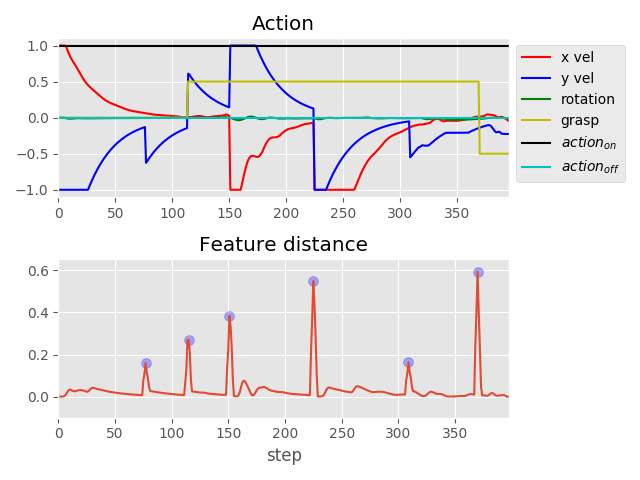 Action
1.0
0.5
0.0
−0.5
−1.0
0 50 100 150 200 250 300 350
x vel
y vel
rotation
grasp
action_on
action_off
Feature distance
0.6
0.4
0.2
0.0
0 50 100 150 200 250 300 350
step